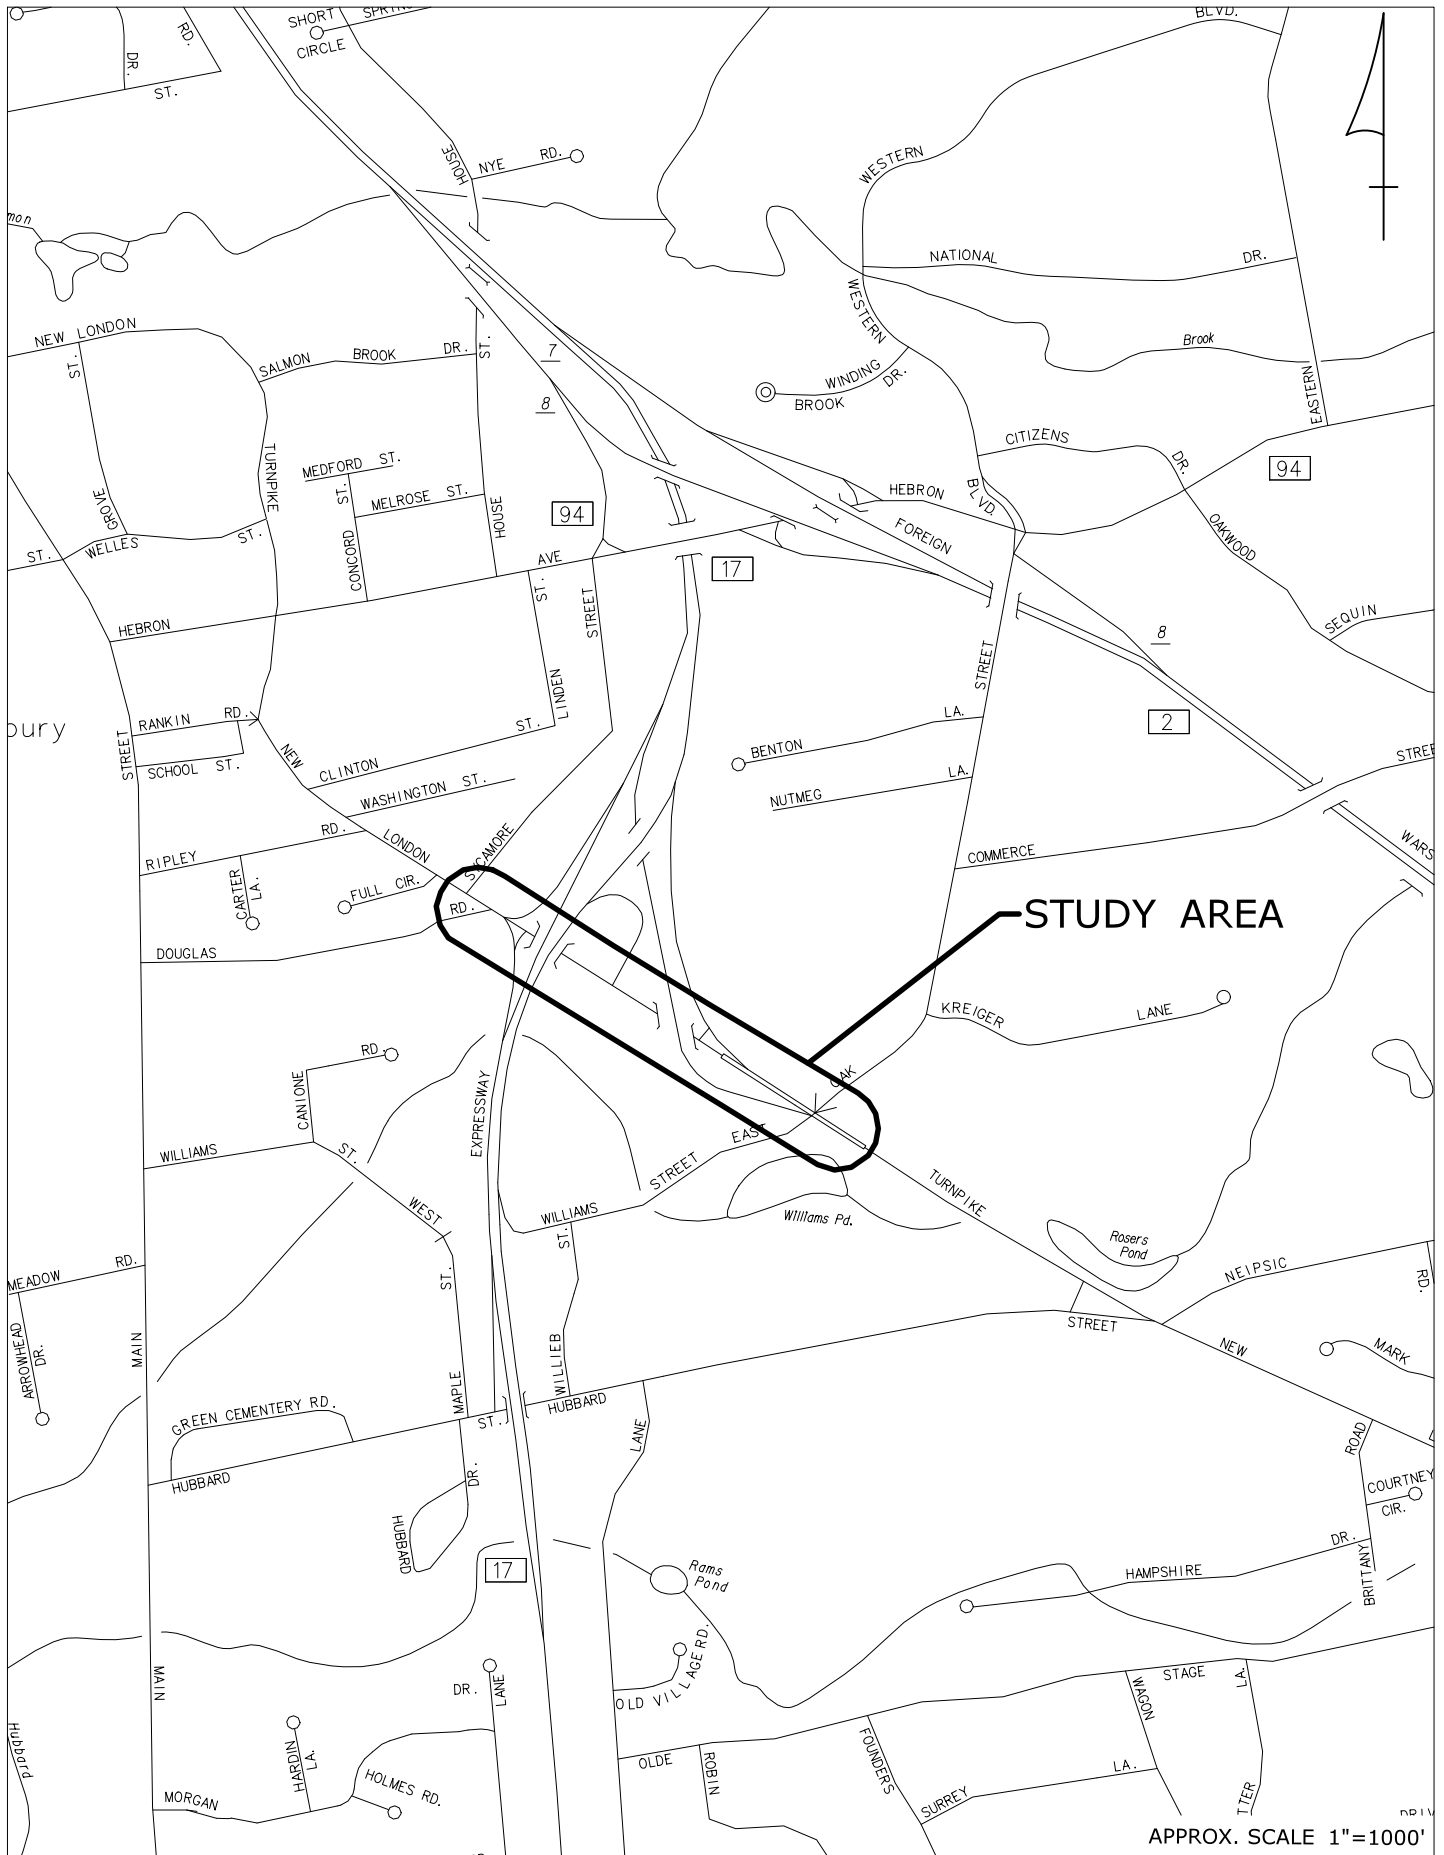 SHORT
CIRCLE
RD.
DR.
ST.
BLVD.
HOUSE
NYE RD.
WESTERN
NATIONAL DR.
WESTERN
Brook
NEW LONDON
ST.
SALMON BROOK DR.
ST.
7
8
WINDING
BROOK
DR.
EASTERN
CITIZENS
DR.
94
TURNPIKE
MEDFORD ST.
ST.
MELROSE ST.
HOUSE
GROVE
WELLES ST.
ST.
CONCORD
94
HEBRON
BLVD.
FOREIGN
OAKWOOD
AVE
17
ST.
STREET
HEBRON
SEQUIN
8
STREET
LINDEN
2
RANKIN RD.
STREET
SCHOOL ST.
NEW
CLINTON ST.
WASHINGTON ST.
LA.
BENTON
LA.
NUTMEG
RD.
RIPLEY
LONDON
SYCAMORE
COMMERCE
CARTER
LA.
FULL CIR.
RD.
DOUGLAS
STUDY AREA
KREIGER LANE
RD.
CANIONE
EXPRESSWAY
OAK
WILLIAMS
ST.
EAST
STREET
WEST
WILLIAMS
ST.
TURNPIKE
Williams Pd.
Rosers
Pond
MEADOW RD.
ST.
NEIPSIC
RD.
ARROWHEAD
DR.
MAIN
STREET
NEW
MARK
WILLIEB
MAPLE
GREEN CEMENTERY RD.
ST.
HUBBARD
LANE
HUBBARD
DR.
HUBBARD
ROAD
COURTNEY
CIR.
17
Rams
Pond
DR.
HAMPSHIRE
BRITTANY
OLD VILLAGE RD.
MAIN
DR.
LANE
STAGE
LA.
WAGON
Hubbard
HARDIN
LA.
OLDE
ROBIN
FOUNDERS
LA.
SURREY
HOLMES RD.
MORGAN
APPROX. SCALE 1"=1000'